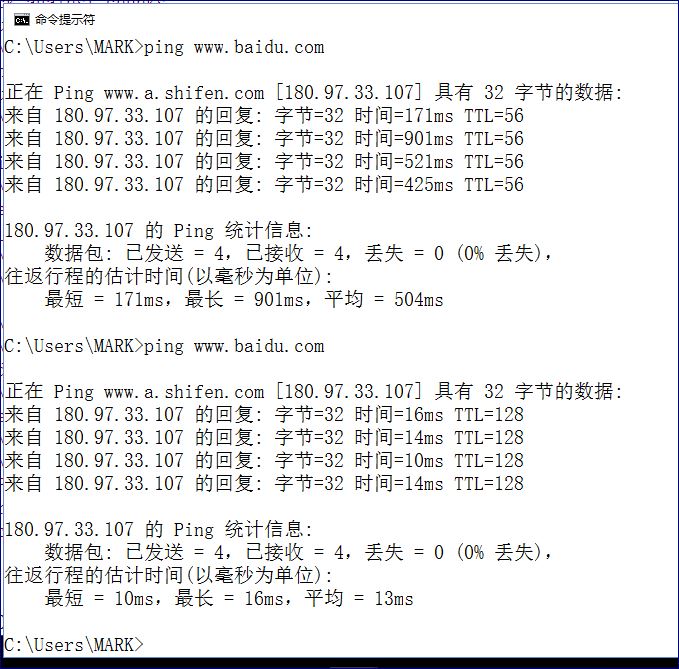 命令提示符
C:\Users\MARK>ping www.baidu.com
正在 Ping www.a.shifen.com [180.97.33.107] 具有 32 字节的数据:
来自 180.97.33.107 的回复: 字节=32 时间=171ms TTL=56
来自 180.97.33.107 的回复: 字节=32 时间=901ms TTL=56
来自 180.97.33.107 的回复: 字节=32 时间=521ms TTL=56
来自 180.97.33.107 的回复: 字节=32 时间=425ms TTL=56
180.97.33.107 的 Ping 统计信息:
数据包: 已发送 = 4，已接收 = 4，丢失 = 0 (0% 丢失)，
往返行程的估计时间(以毫秒为单位):
最短 = 171ms，最长 = 901ms，平均 = 504ms
C:\Users\MARK>ping www.baidu.com
正在 Ping www.a.shifen.com [180.97.33.107] 具有 32 字节的数据:
来自 180.97.33.107 的回复: 字节=32 时间=16ms TTL=128
来自 180.97.33.107 的回复: 字节=32 时间=14ms TTL=128
来自 180.97.33.107 的回复: 字节=32 时间=10ms TTL=128
来自 180.97.33.107 的回复: 字节=32 时间=14ms TTL=128
180.97.33.107 的 Ping 统计信息:
数据包: 已发送 = 4，已接收 = 4，丢失 = 0 (0% 丢失)，
往返行程的估计时间(以毫秒为单位):
最短 = 10ms，最长 = 16ms，平均 = 13ms
C:\Users\MARK>